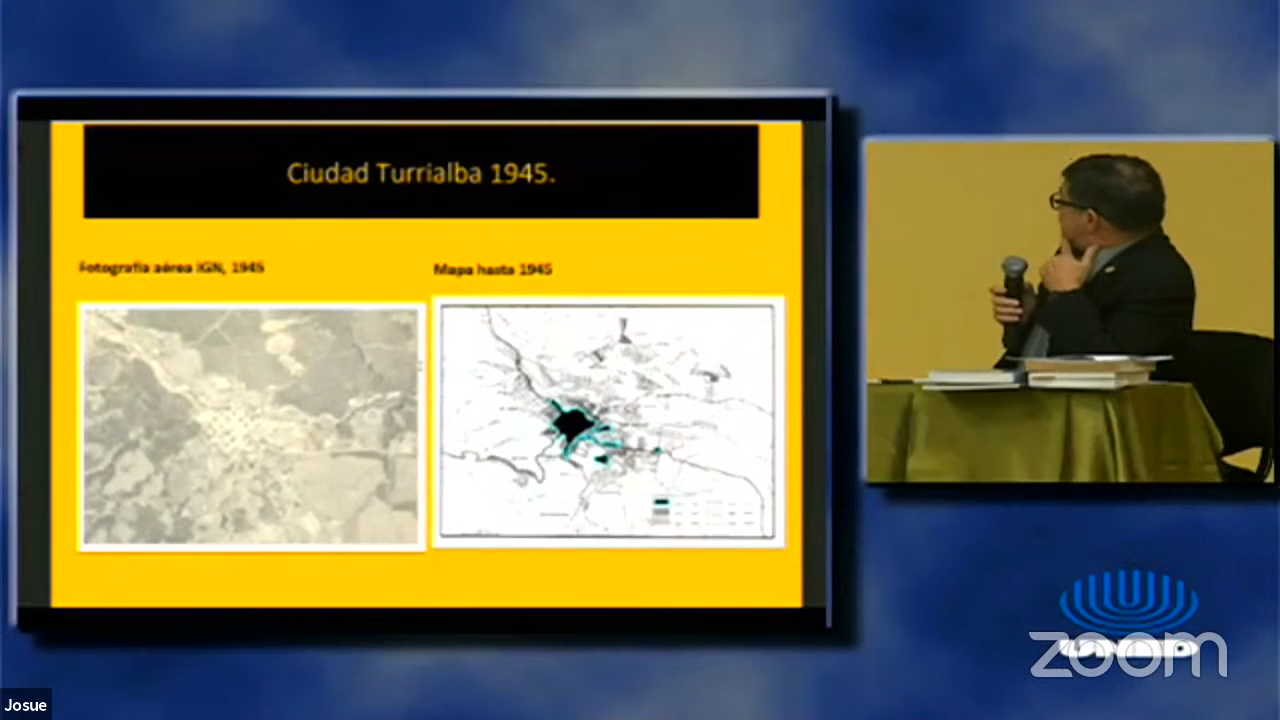 Ciudad Turrialba 1945.
Fotografía aérea IGN, 1945
Mapa hasta 1945
zoom
Josue